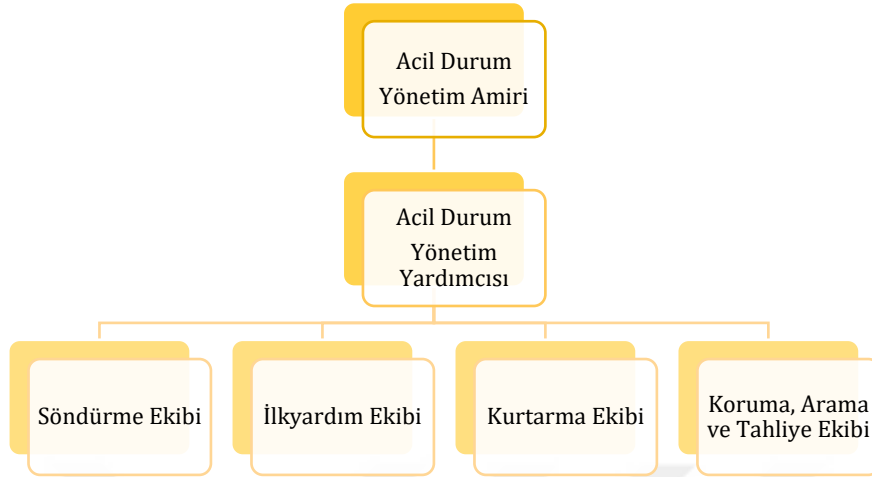 Acil Durum
Yönetim Amiri
Acil Durum
Yönetim
Yardımcısı
Söndürme Ekibi
İlkyardım Ekibi
Kurtarma Ekibi
Koruma, Arama
ve Tahliye Ekibi